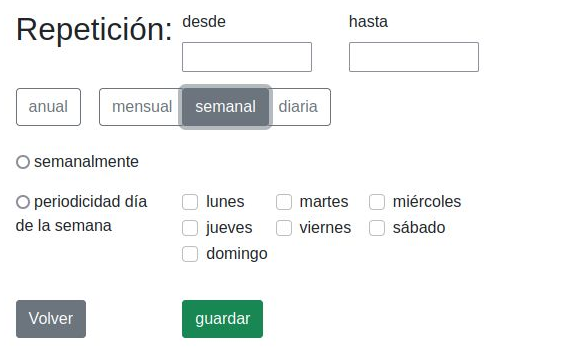 Repetición: desde hasta
anual mensual semanal diaria
semanalmente
periodicidad día lunes martes miércoles
de la semana jueves viernes sábado
domingo
Volver guardar